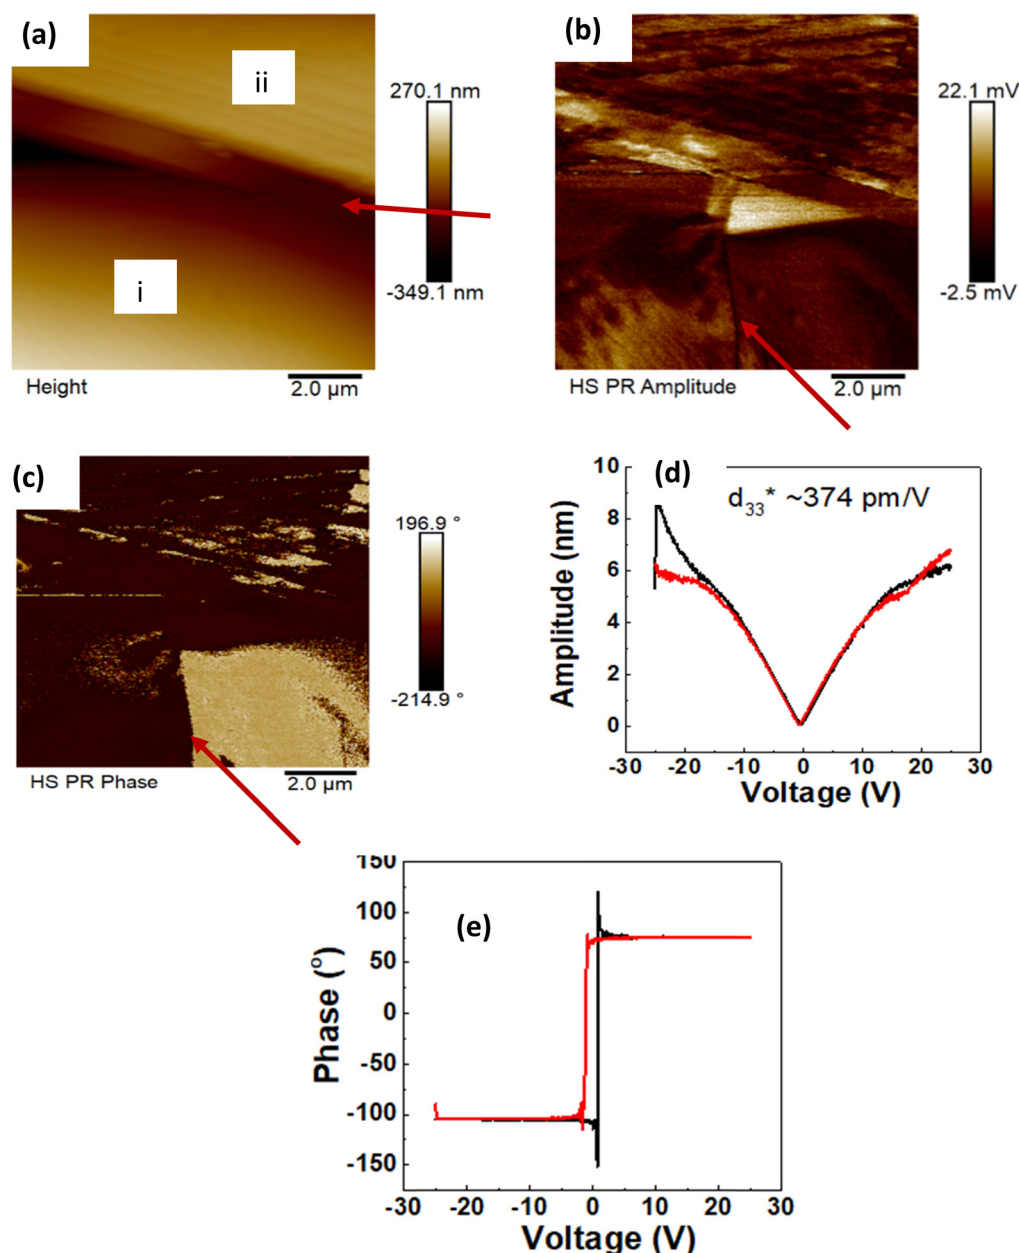 (a)
ii
i
270.1 nm
-349.1 nm
Height
2.0 µm
(b)
22.1 mV
-2.5 mV
HS PR Amplitude
2.0 µm
(c)
196.9 °
-214.9 °
HS PR Phase
2.0 µm
(d)
d33* ~374 pm/V
Amplitude (nm)
10
8
6
4
2
0
-30 -20 -10 0 10 20 30
Voltage (V)
(e)
Phase (°)
150
100
50
0
-50
-100
-150
-30 -20 -10 0 10 20 30
Voltage (V)